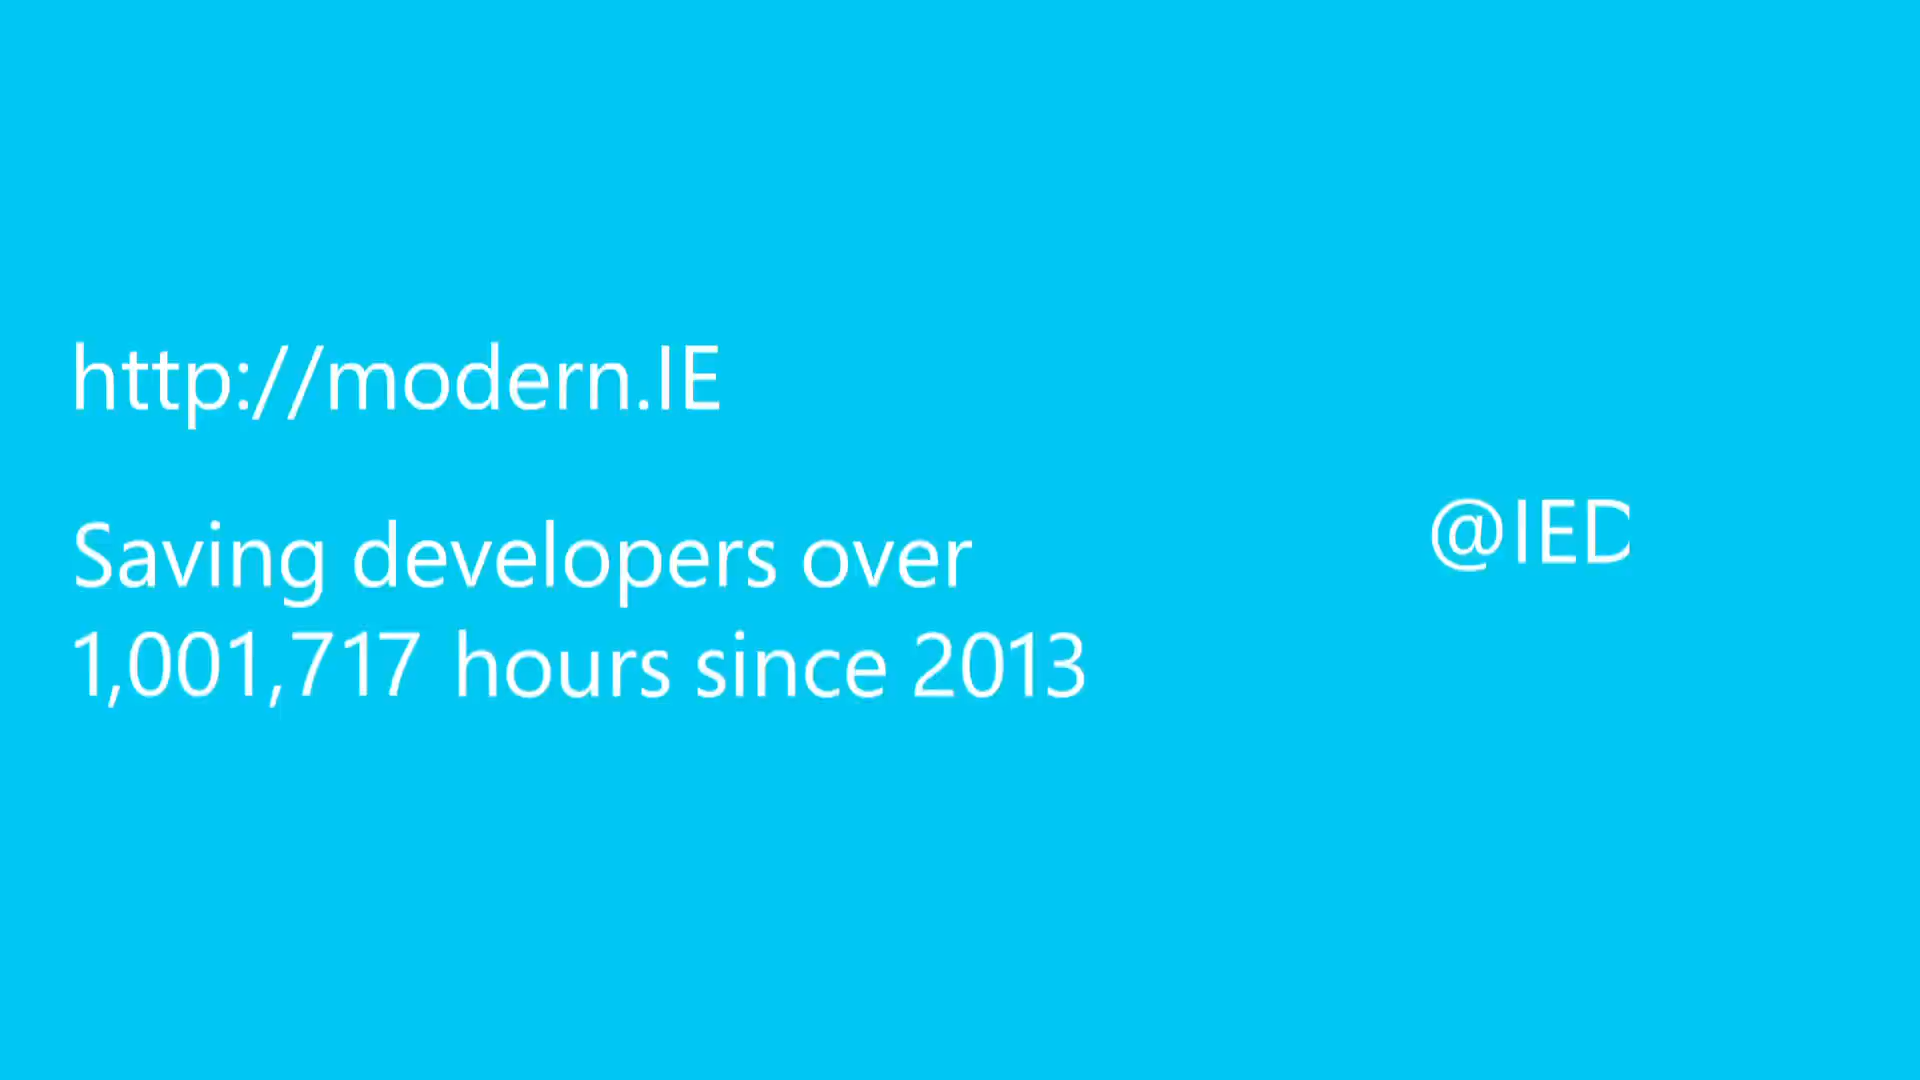 http://modern.IE
Saving developers over
1,001,717 hours since 2013
@IED